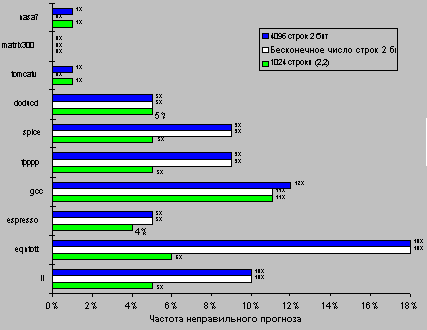 nasa7
1%
0%
1%
matrix300
0%
0%
0%
tomcatv
1%
0%
1%
4096 строк 2 бит
Бесконечное число строк 2 би
1024 строки (2,2)
doducd
5%
5%
5%
spice
9%
9%
5%
fpppp
9%
9%
5%
gcc
12%
11%
11%
espresso
5%
5%
4%
eqntott
18%
18%
6%
li
10%
10%
5%
0% 2% 4% 6% 8% 10% 12% 14% 16% 18%
Частота неправильного прогноза